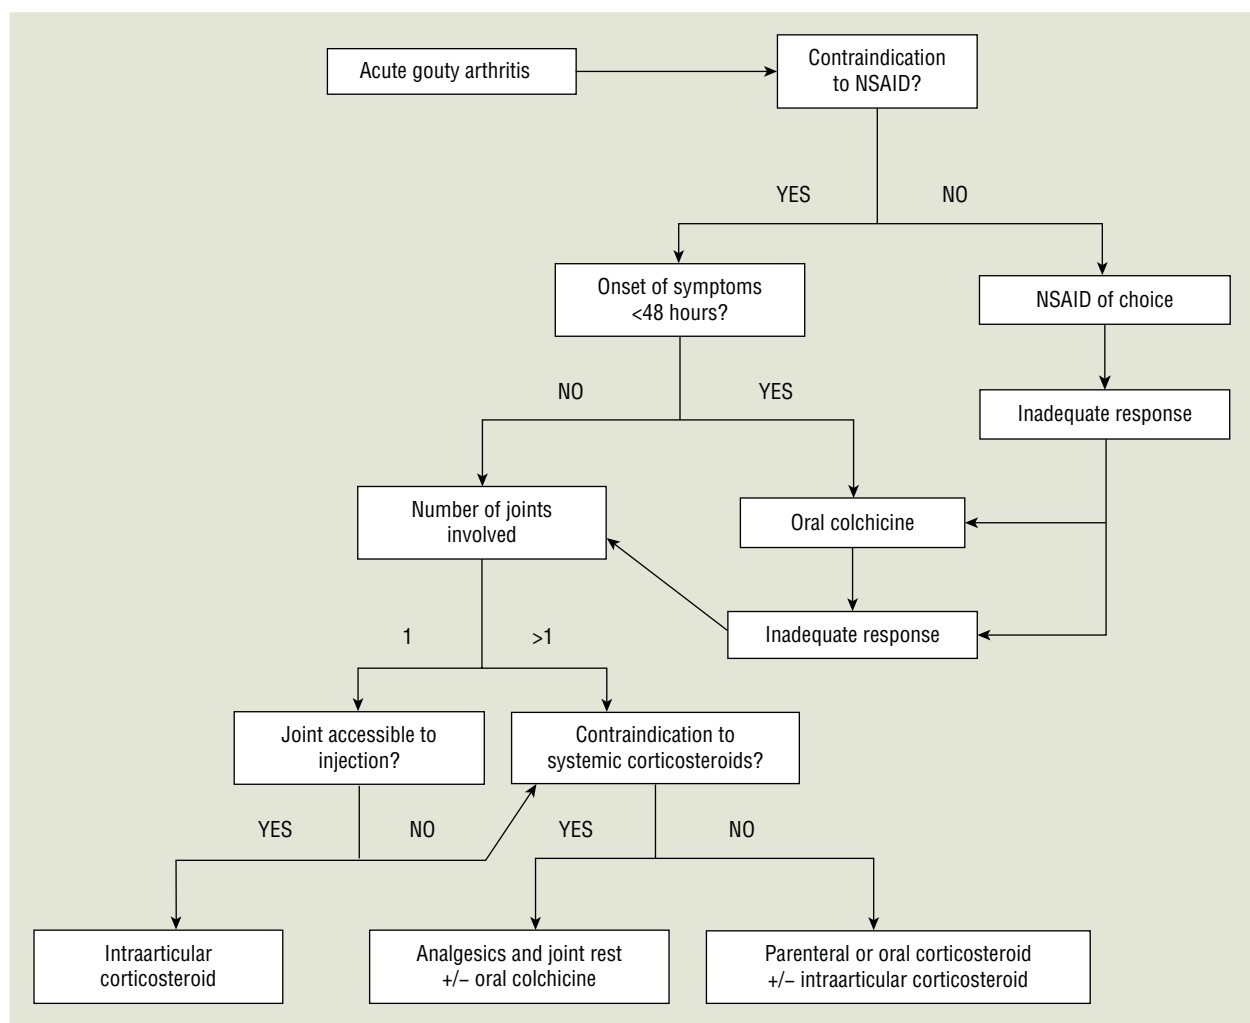 Acute gouty arthritis
Contraindication
to NSAID?
YES
NO
Onset of symptoms
<48 hours?
NSAID of choice
NO
YES
Inadequate response
Number of joints
involved
Oral colchicine
1
>1
Inadequate response
Joint accessible to
injection?
Contraindication to
systemic corticosteroids?
YES
NO
YES
NO
Intraarticular
corticosteroid
Analgesics and joint rest
+/– oral colchicine
Parenteral or oral corticosteroid
+/– intraarticular corticosteroid